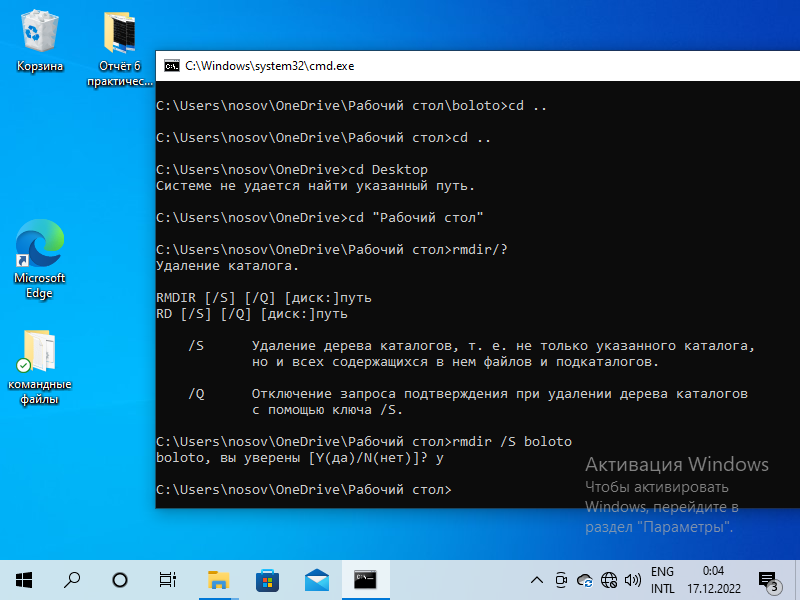 Корзина
Отчёт 6
практичес...
Microsoft
Edge
командные
файлы
C:\Windows\system32\cmd.exe
C:\Users\nosov\OneDrive\Рабочий стол\boloto>cd ..
C:\Users\nosov\OneDrive\Рабочий стол>cd ..
C:\Users\nosov\OneDrive>cd Desktop
Системе не удается найти указанный путь.
C:\Users\nosov\OneDrive>cd "Рабочий стол"
C:\Users\nosov\OneDrive\Рабочий стол>rmdir/?
Удаление каталога.
RMDIR [/S] [/Q] [диск:]путь
RD [/S] [/Q] [диск:]путь
/S Удаление дерева каталогов, т. е. не только указанного каталога,
но и всех содержащихся в нем файлов и подкаталогов.
/Q Отключение запроса подтверждения при удалении дерева каталогов
с помощью ключа /S.
C:\Users\nosov\OneDrive\Рабочий стол>rmdir /S boloto
boloto, вы уверены [Y(да)/N(нет)]? y
C:\Users\nosov\OneDrive\Рабочий стол>
Активация Windows
Чтобы активировать
Windows, перейдите в
раздел "Параметры".
ENG
INTL
0:04
17.12.2022
3